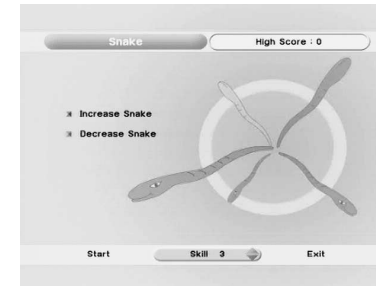 Snake
High Score : 0
Increase Snake
Decrease Snake
Start
Skill 3
Exit